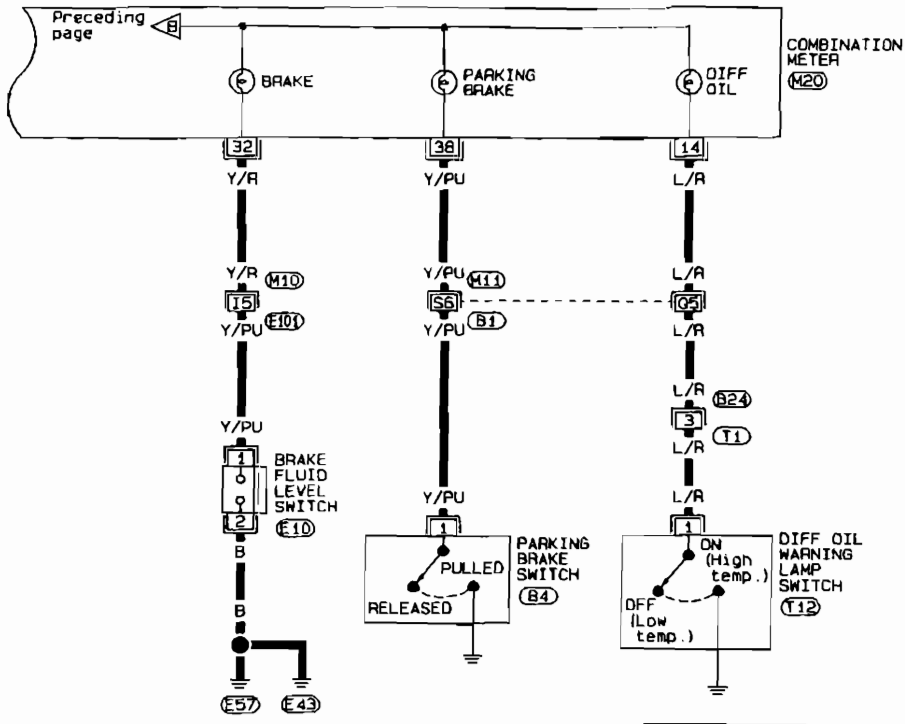 Preceding
page
B
COMBINATION
METER
M20
BRAKE
PARKING
BRAKE
DIFF
OIL
32
38
14
Y/R
Y/PU
L/R
Y/R
M10
Y/PU
M11
L/R
I5
S6
Q5
Y/PU
E101
Y/PU
B1
L/R
L/R
B24
3
T1
L/R
Y/PU
1
BRAKE
FLUID
LEVEL
SWITCH
2
E10
B
B
E57
E43
Y/PU
1
PARKING
BRAKE
SWITCH
B4
PULLED
RELEASED
L/R
1
ON
(High
temp.)
OFF
(Low
temp.)
DIFF OIL
WARNING
LAMP
SWITCH
T12